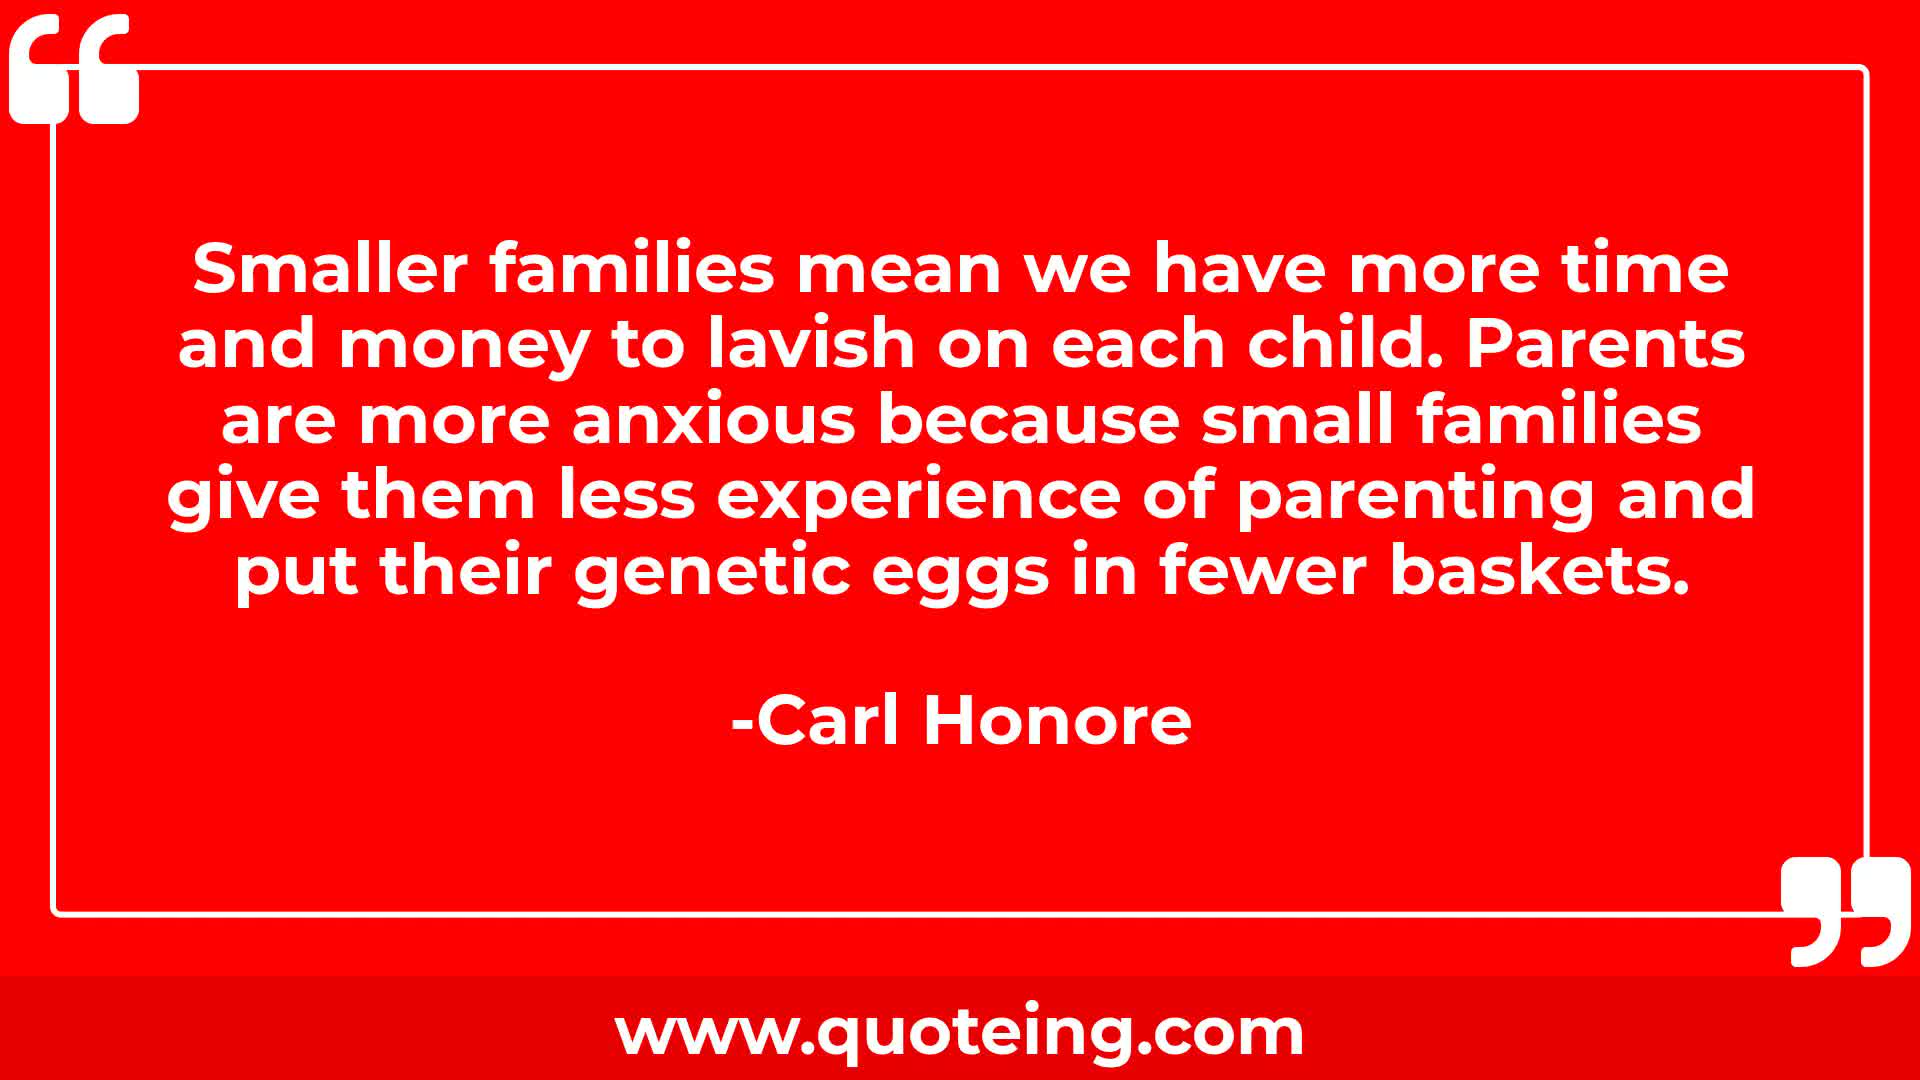 Smaller families mean we have more time
and money to lavish on each child. Parents
are more anxious because small families
give them less experience of parenting and
put their genetic eggs in fewer baskets.
-Carl Honore
www.quoteing.com